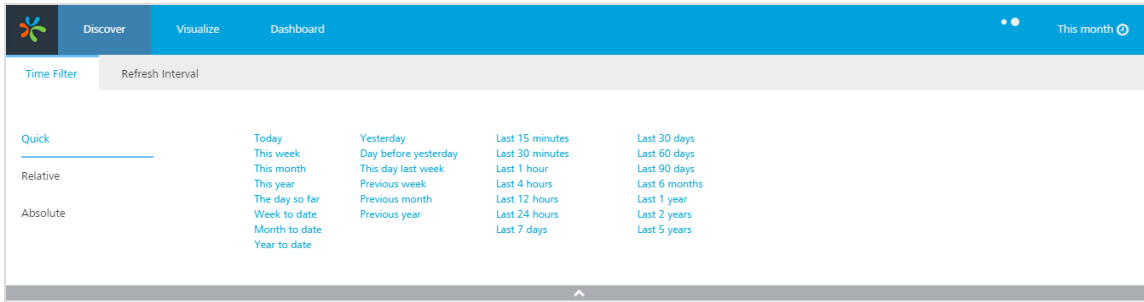 Discover Visualize Dashboard This month
Time Filter Refresh Interval
Quick
Relative
Absolute
Today
This week
This month
This year
The day so far
Week to date
Month to date
Year to date
Yesterday
Day before yesterday
This day last week
Previous week
Previous month
Previous year
Last 15 minutes
Last 30 minutes
Last 1 hour
Last 4 hours
Last 12 hours
Last 24 hours
Last 7 days
Last 30 days
Last 60 days
Last 90 days
Last 6 months
Last 1 year
Last 2 years
Last 5 years